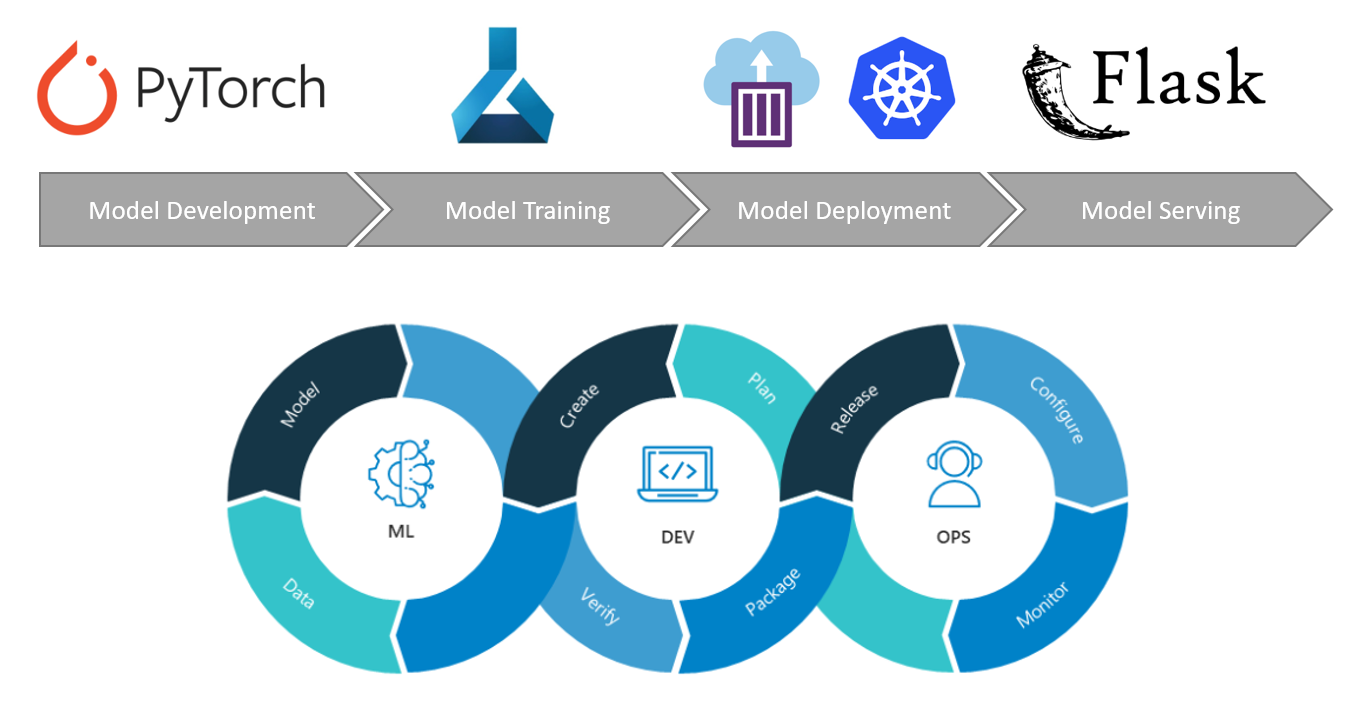 PyTorch
Flask
Model Development
Model Training
Model Deployment
Model Serving
Model
Create
Plan
Release
Configure
ML
DEV
</>
OPS
Data
Verify
Package
Monitor